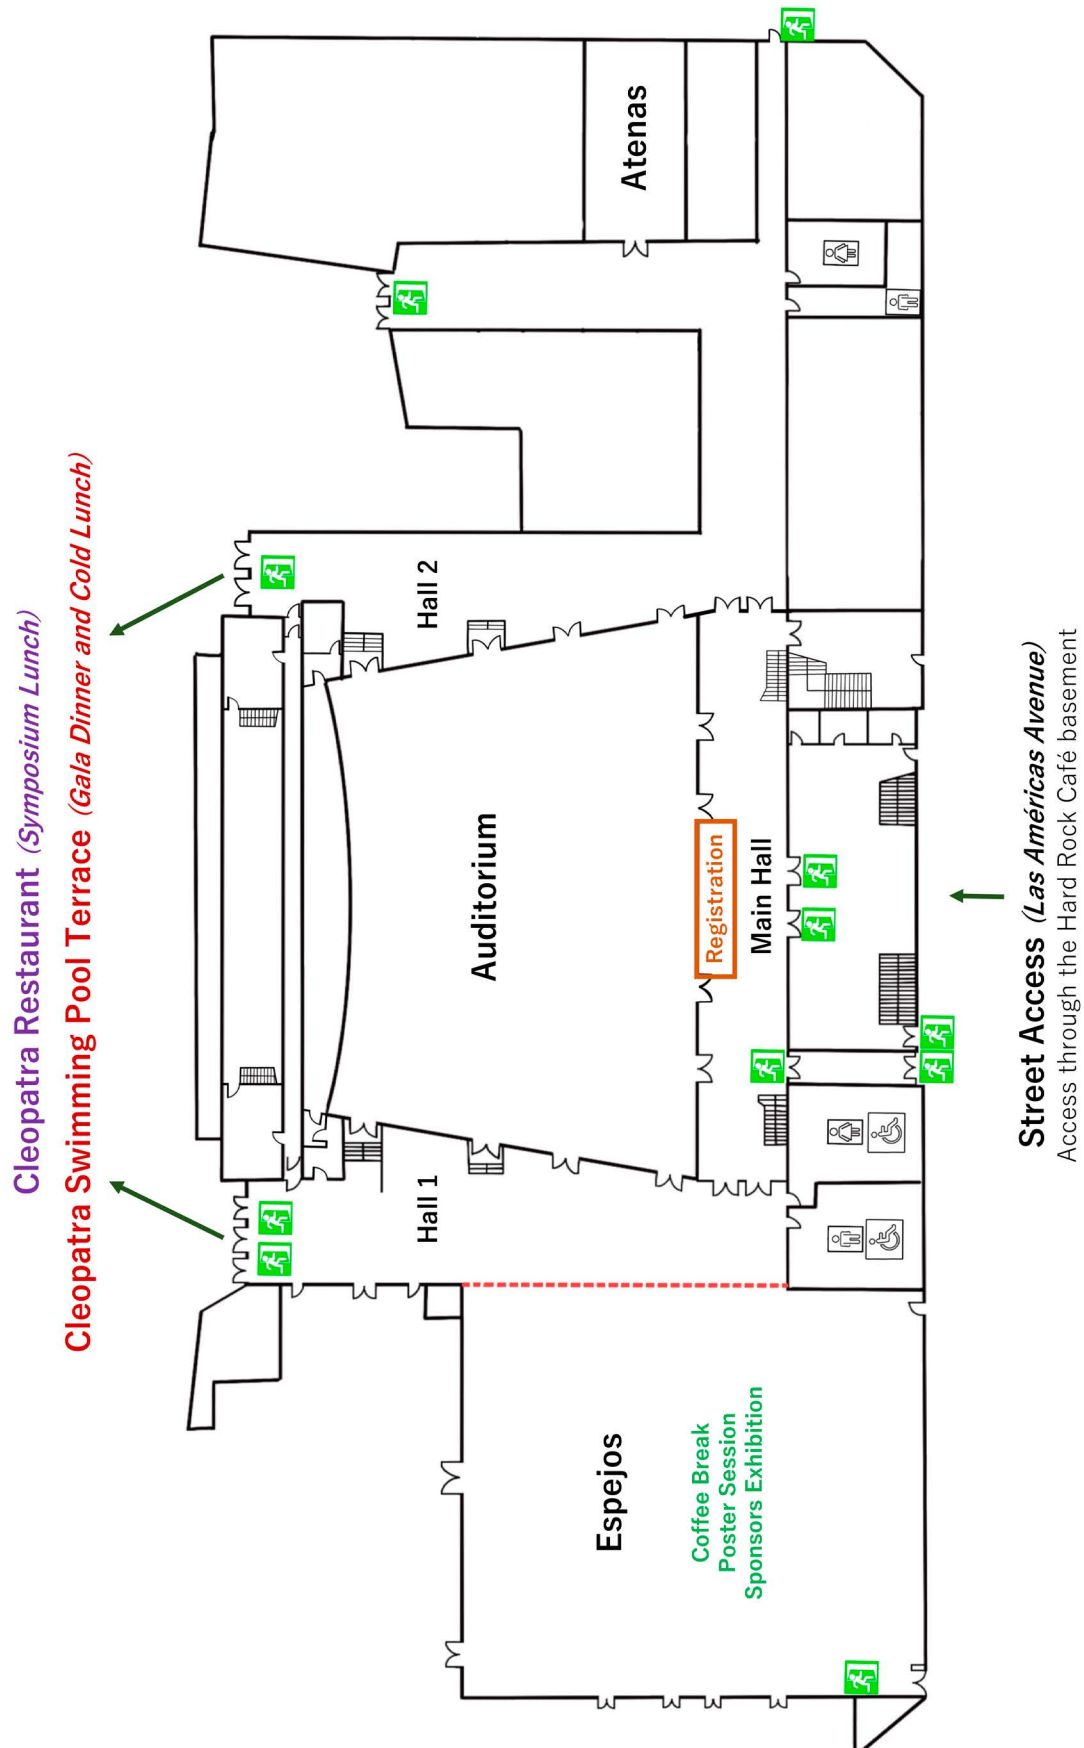 Cleopatra Restaurant (Symposium Lunch)
Cleopatra Swimming Pool Terrace (Gala Dinner and Cold Lunch)
Hall 1
Hall 2
Auditorium
Atenas
Espejos
Coffee Break
Poster Session
Sponsors Exhibition
Registration
Main Hall
Street Access (Las Américas Avenue)
Access through the Hard Rock Café basement